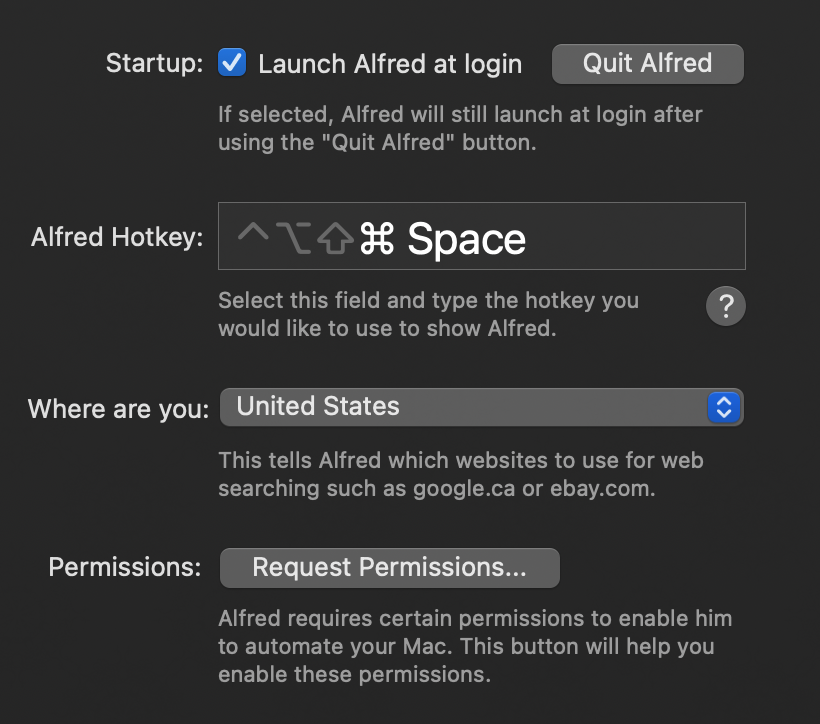 Startup: Launch Alfred at login Quit Alfred
If selected, Alfred will still launch at login after
using the "Quit Alfred" button.
Alfred Hotkey: ⌃⌥⇧⌘ Space
Select this field and type the hotkey you
would like to use to show Alfred.
?
Where are you: United States
This tells Alfred which websites to use for web
searching such as google.ca or ebay.com.
Permissions: Request Permissions...
Alfred requires certain permissions to enable him
to automate your Mac. This button will help you
enable these permissions.